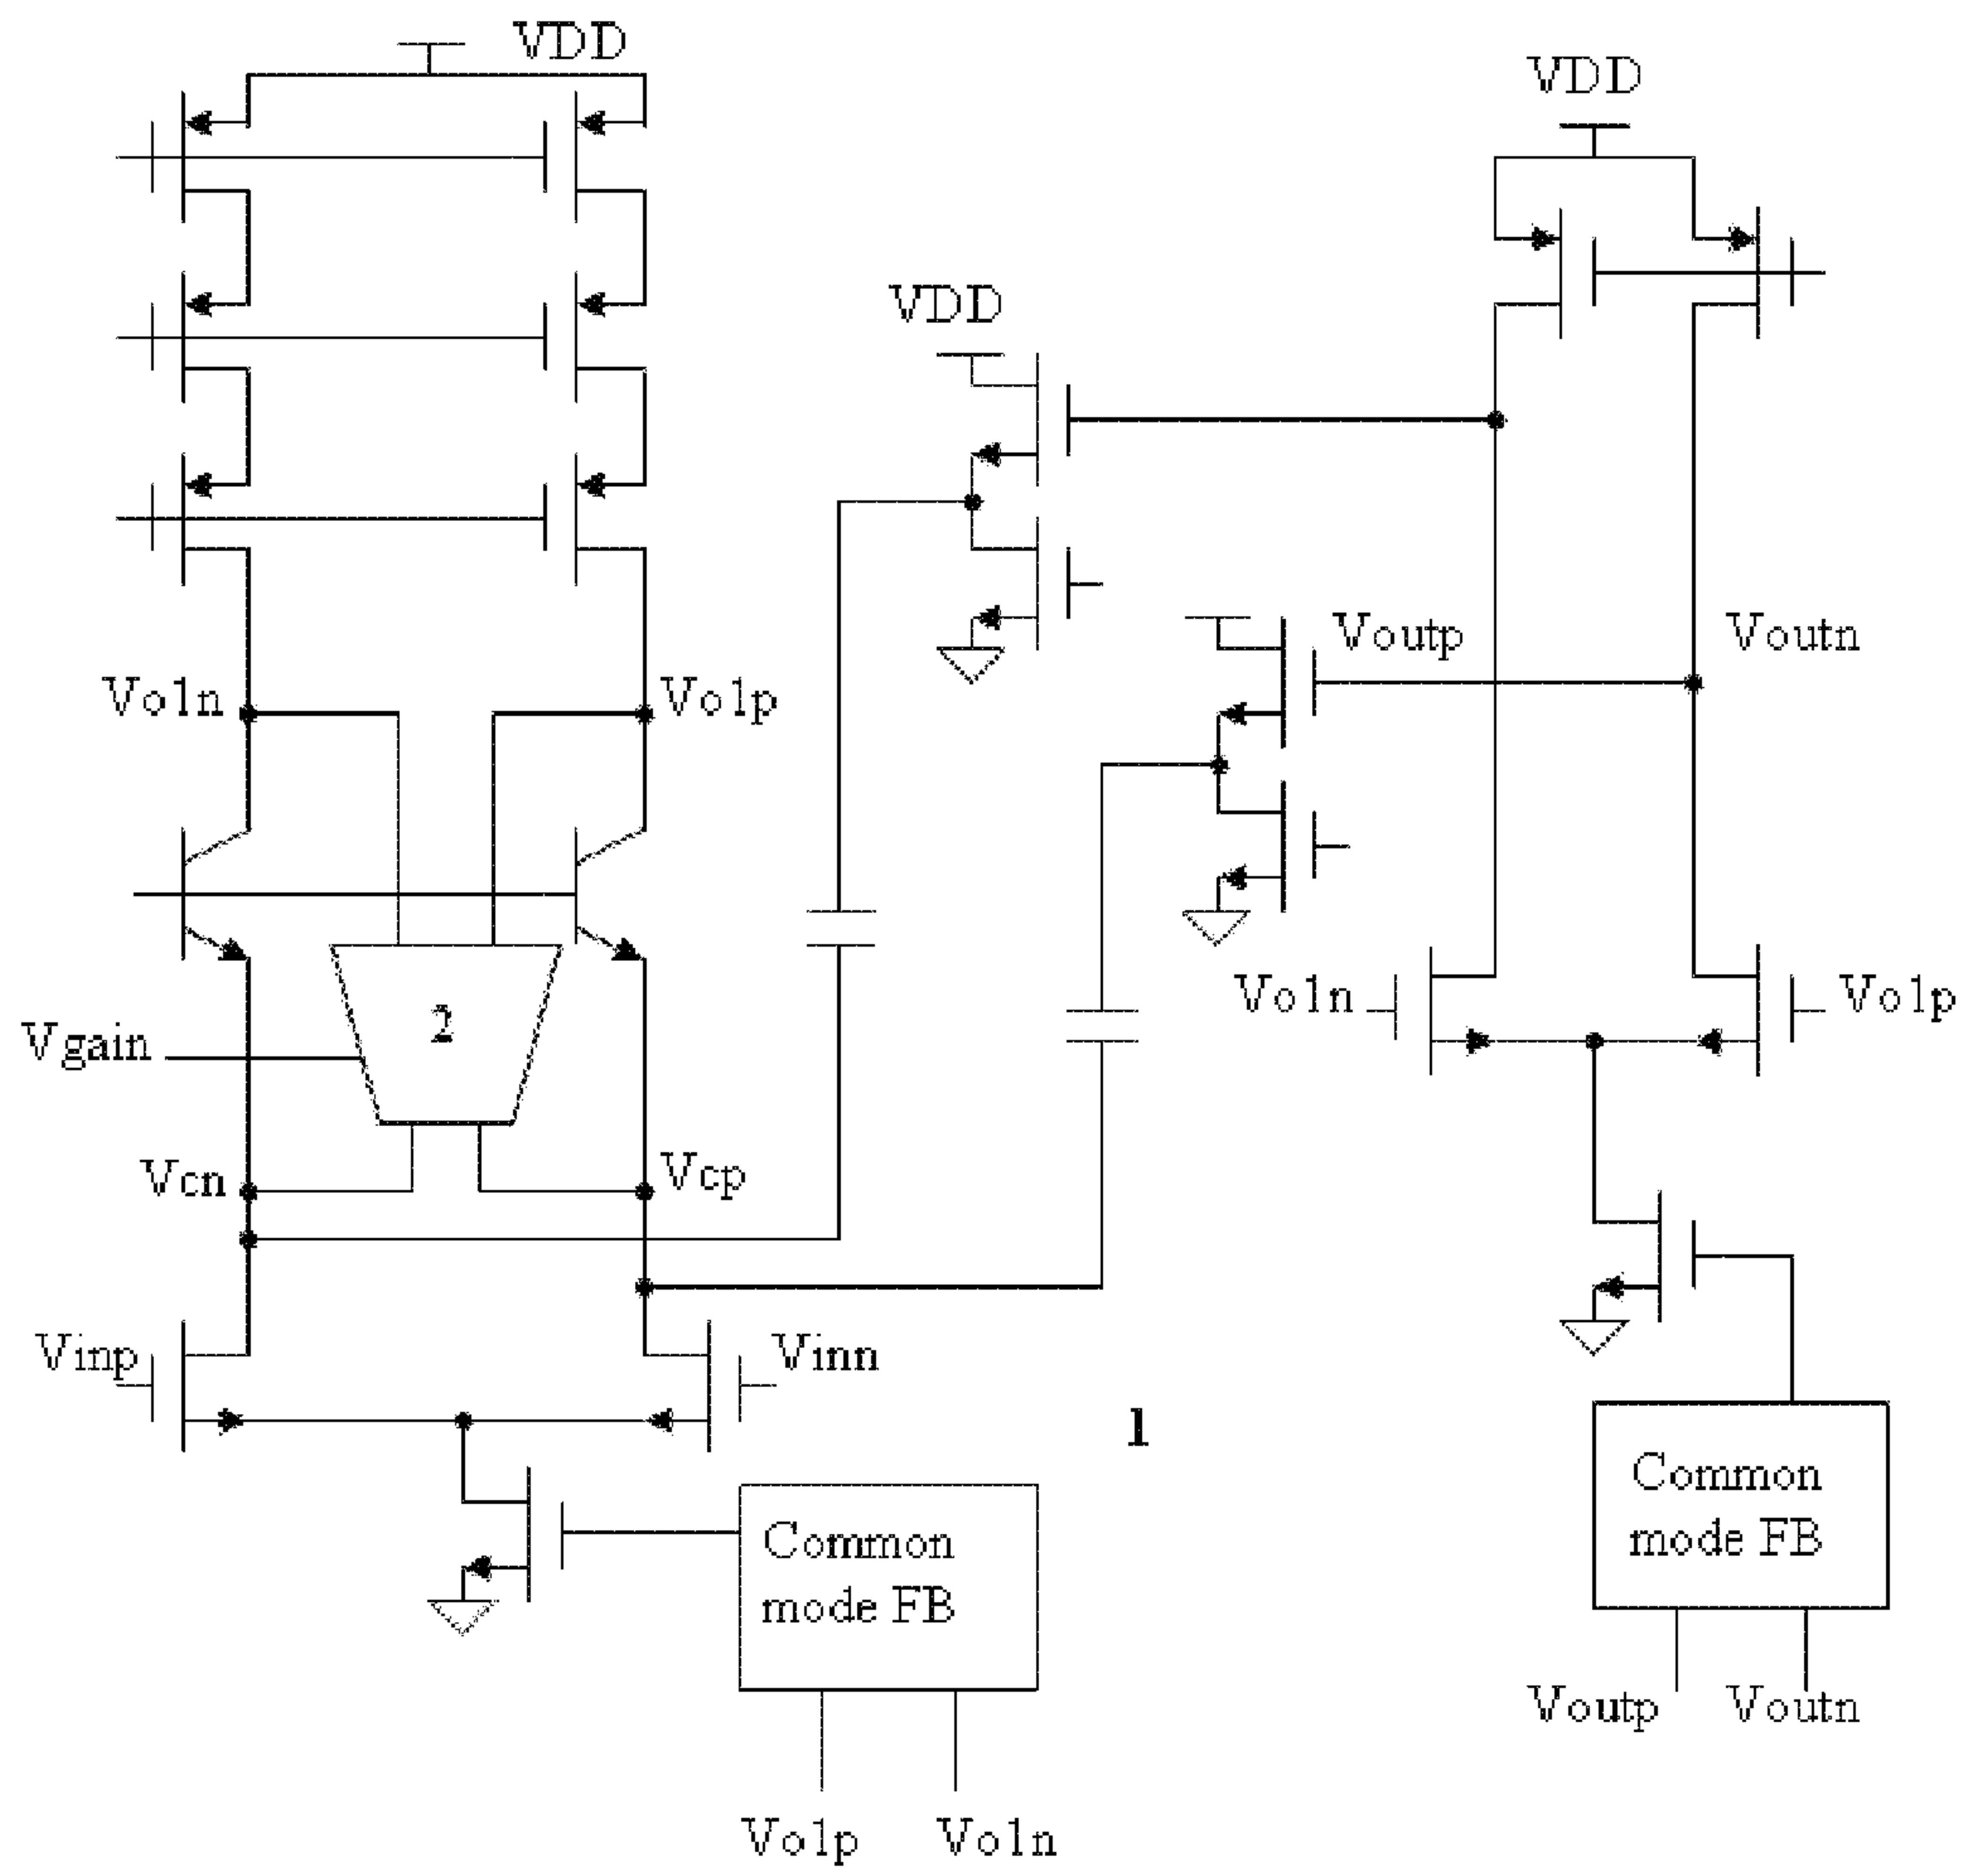 VDD
VDD
VDD
Voutp
Voutn
Vo1n
Vo1p
Vo1n
Vo1p
2
Vgain
Vcn
Vcp
Vinp
Vinn
1
Common
mode FB
Common
mode FB
Voutp
Voutn
Vo1p
Vo1n